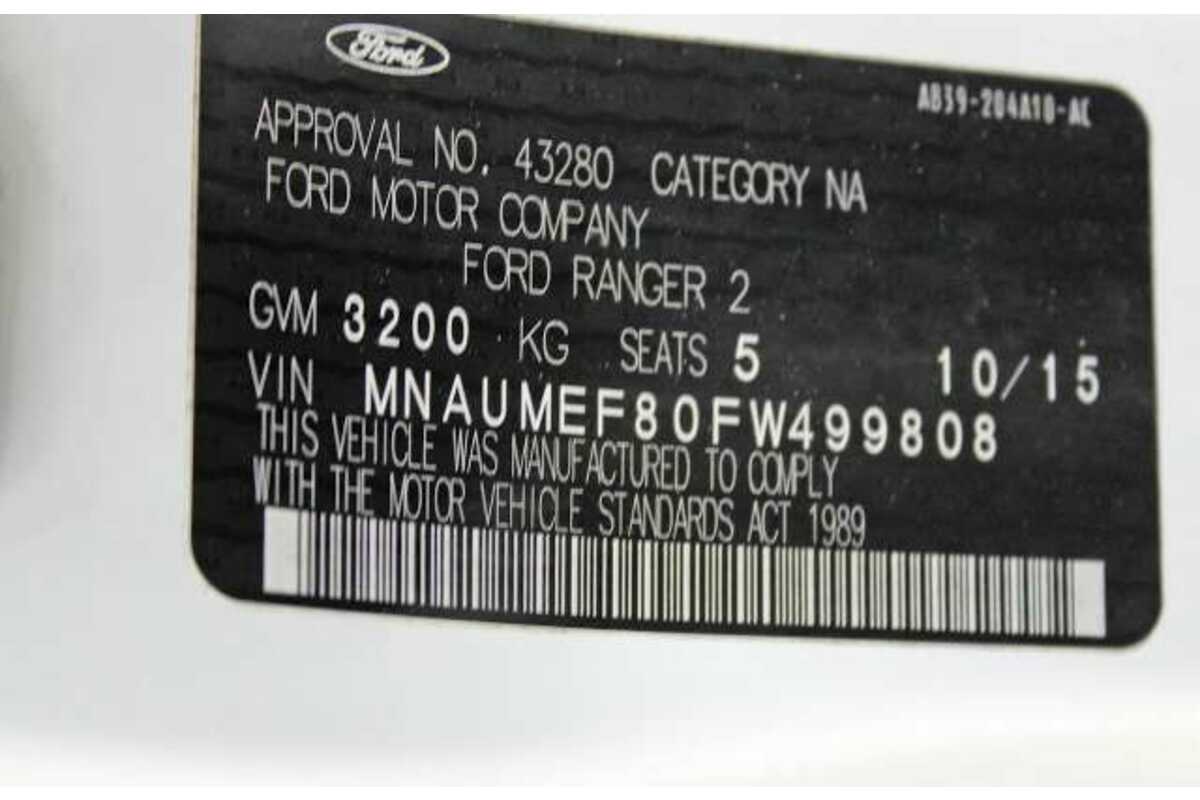 Ford
AB39-204A10-AC
APPROVAL NO. 43280 CATEGORY NA
FORD MOTOR COMPANY
FORD RANGER 2
GVM 3200 KG SEATS 5 10/15
VIN MNAUMEF80FW499808
THIS VEHICLE WAS MANUFACTURED TO COMPLY
WITH THE MOTOR VEHICLE STANDARDS ACT 1989